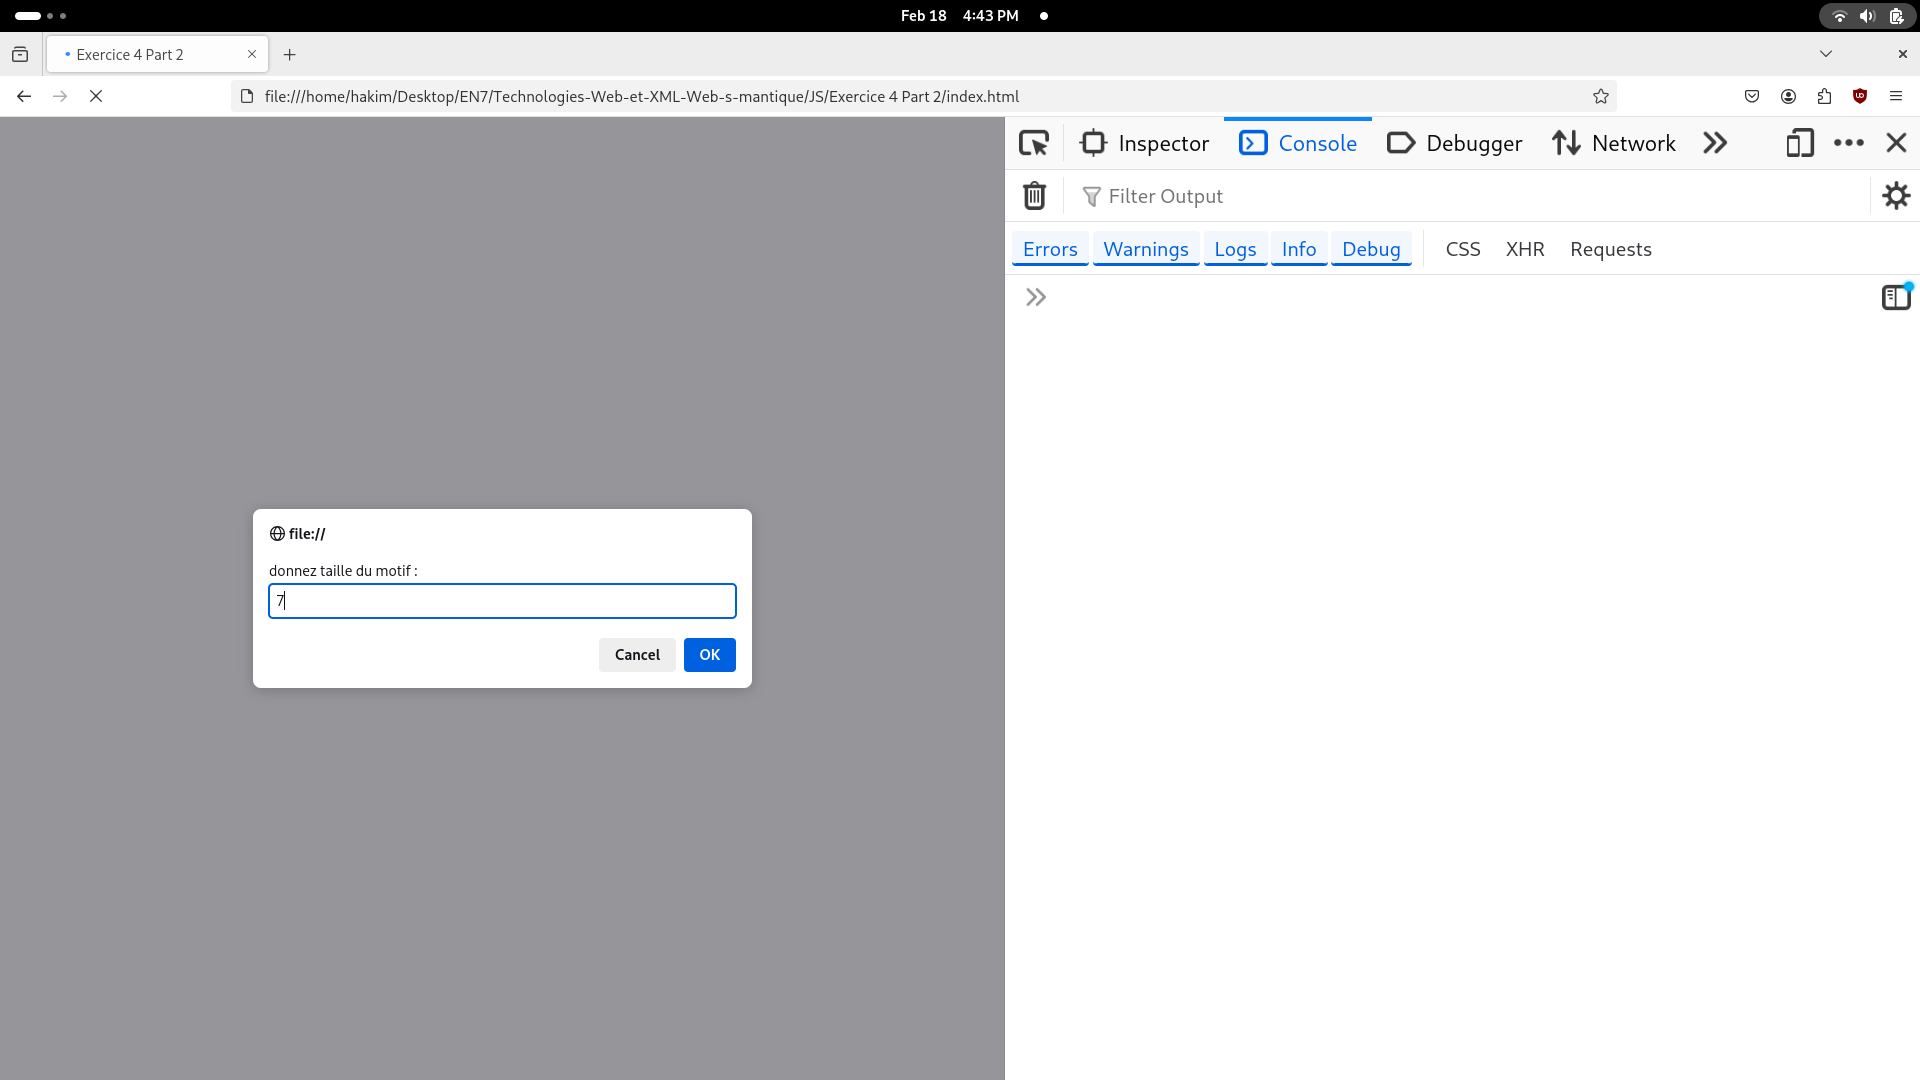 Feb 18 4:43 PM
Exercice 4 Part 2
file:///home/hakim/Desktop/EN7/Technologies-Web-et-XML-Web-s-mantique/JS/Exercice 4 Part 2/index.html
Inspector Console Debugger Network
Filter Output
Errors Warnings Logs Info Debug CSS XHR Requests
file://
donnez taille du motif :
7
Cancel OK